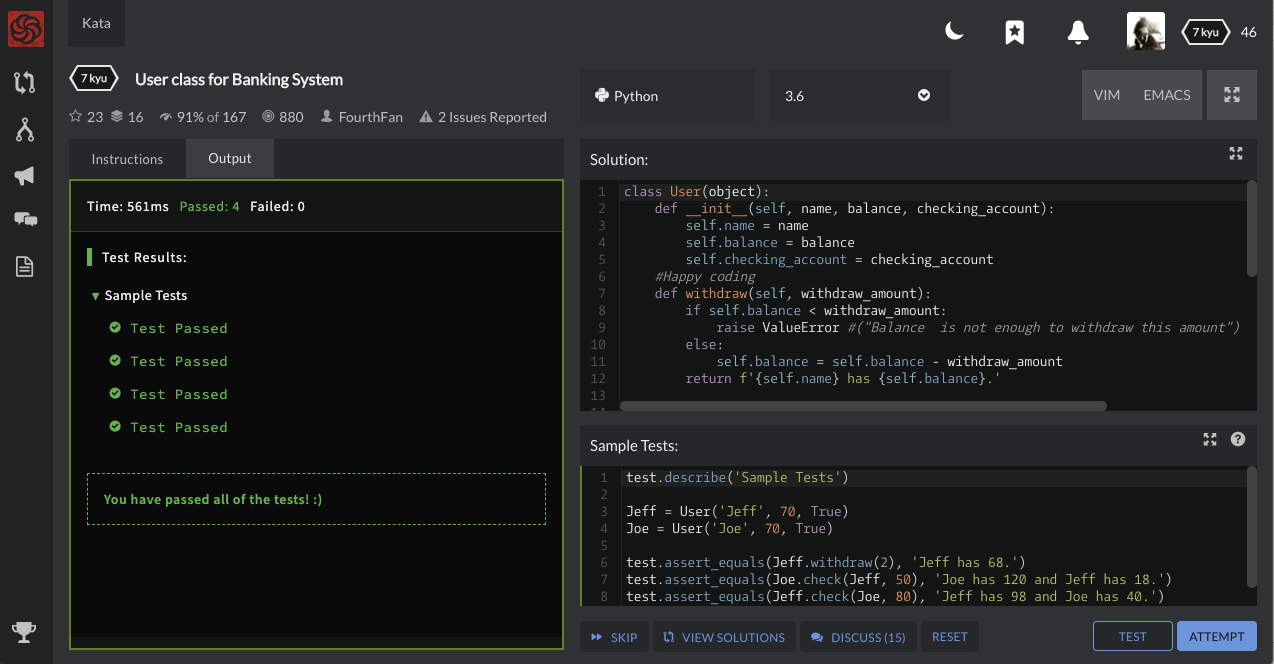 Kata
7 kyu
46
7 kyu
User class for Banking System
23 16 91% of 167 880 FourthFan 2 Issues Reported
Python
3.6
VIM EMACS
Instructions Output
Time: 561ms Passed: 4 Failed: 0
Test Results:
Sample Tests
Test Passed
Test Passed
Test Passed
Test Passed
You have passed all of the tests! :)
Solution:
1 class User(object):
2     def __init__(self, name, balance, checking_account):
3         self.name = name
4         self.balance = balance
5         self.checking_account = checking_account
6     #Happy coding
7     def withdraw(self, withdraw_amount):
8         if self.balance < withdraw_amount:
9             raise ValueError #("Balance  is not enough to withdraw this amount")
10         else:
11             self.balance = self.balance - withdraw_amount
12         return f'{self.name} has {self.balance}.'
13
14
Sample Tests:
1 test.describe('Sample Tests')
2
3 Jeff = User('Jeff', 70, True)
4 Joe = User('Joe', 70, True)
5
6 test.assert_equals(Jeff.withdraw(2), 'Jeff has 68.')
7 test.assert_equals(Joe.check(Jeff, 50), 'Joe has 120 and Jeff has 18.')
8 test.assert_equals(Jeff.check(Joe, 80), 'Jeff has 98 and Joe has 40.')
SKIP VIEW SOLUTIONS DISCUSS (15) RESET TEST ATTEMPT